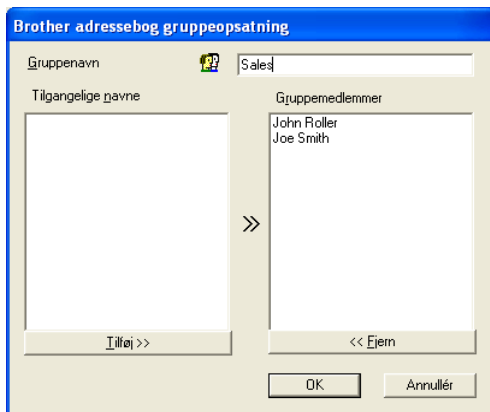 Brother adressebog gruppeopsatning
Gruppenavn
Sales
Tilgangelige navne
Gruppemedlemmer
John Roller
Joe Smith
Tilføj >>
<< Fjern
OK
Annullér